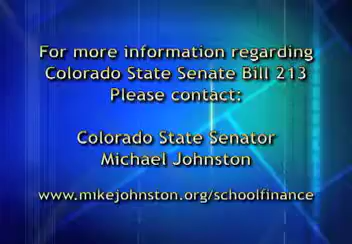 For more information regarding
Colorado State Senate Bill 213
Please contact:
Colorado State Senator
Michael Johnston
www.mikejohnston.org/schoolfinance